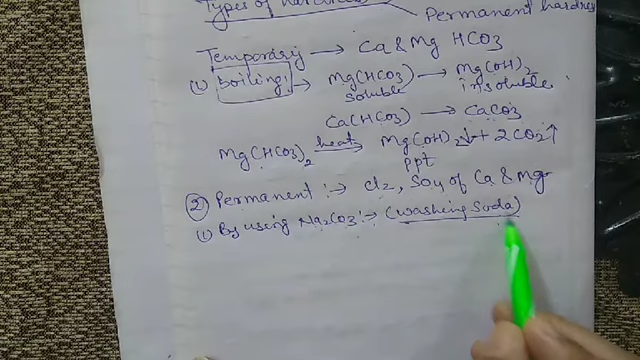 Types of hardness
Permanent hardness
Temporary → Ca & Mg HCO3
(1) boiling: → Mg(HCO3) → Mg(OH)2
soluble insoluble
Ca(HCO3) → CaCO3
Mg(HCO3)2 heat→ Mg(OH)2↓ + 2CO2↑
ppt
(2) Permanent :→ Cl2, SO4 of Ca & Mg
(1) By using Na2CO3 :→ (Washing Soda)